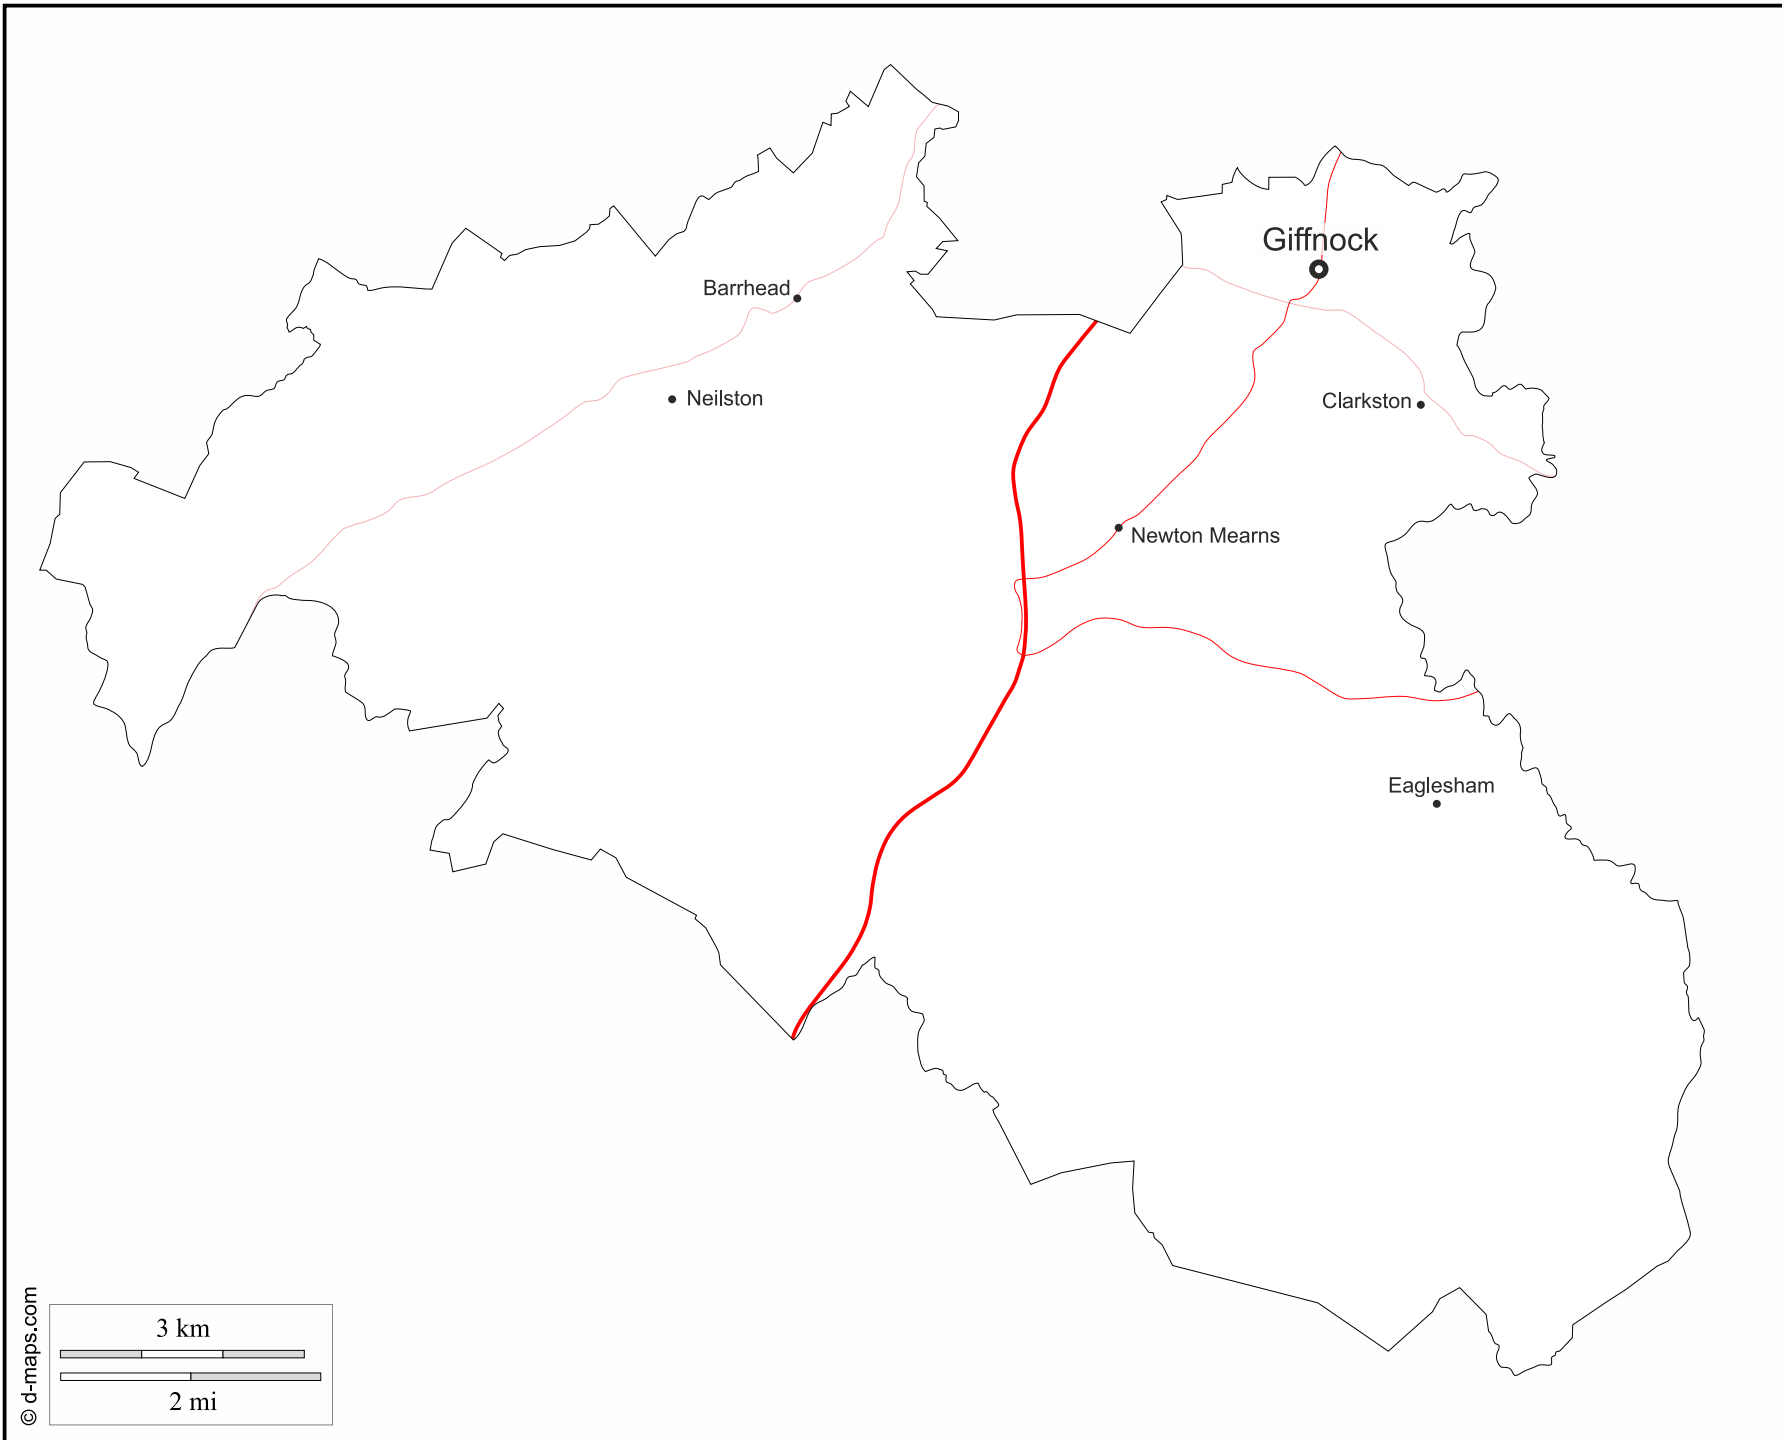 Giffnock
Barrhead
Neilston
Clarkston
Newton Mearns
Eaglesham
3 km
2 mi
© d-maps.com